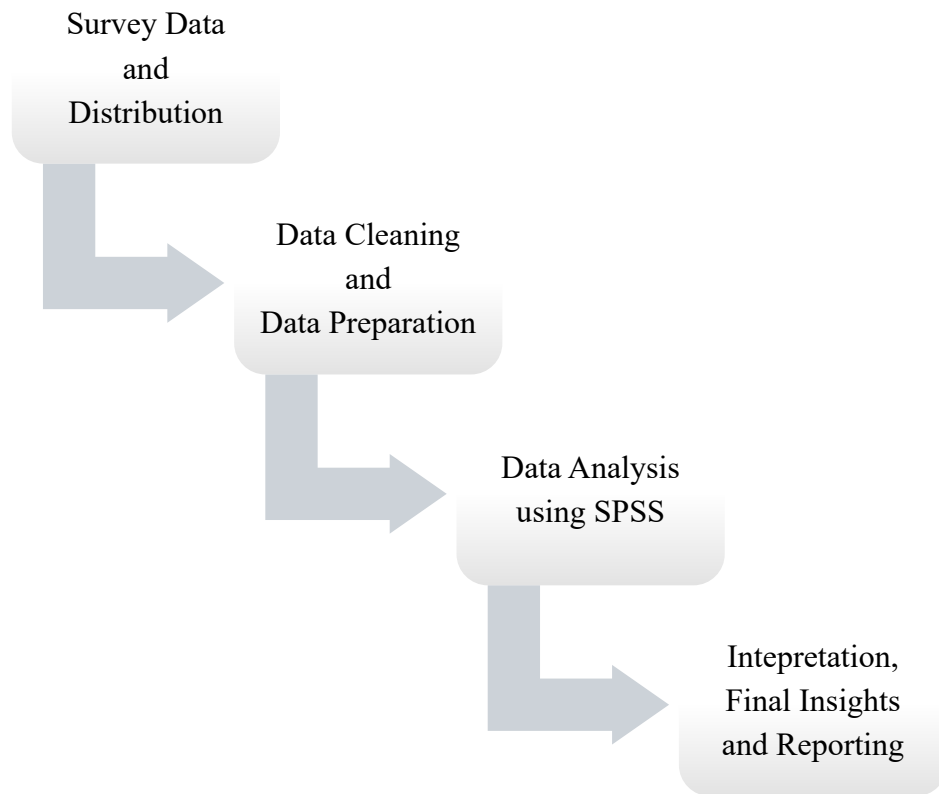 Survey Data
and
Distribution
Data Cleaning
and
Data Preparation
Data Analysis
using SPSS
Intepretation,
Final Insights
and Reporting